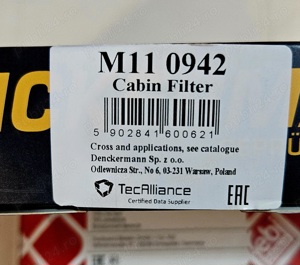 M11 0942
Cabin Filter
5 902841 600621
Cross and applications, see catalogue
Denckermann Sp. z o.o.
Odlewnicza Str., No 6, 03-231 Warsaw, Poland
TecAlliance
Certified Data Supplier
EAC